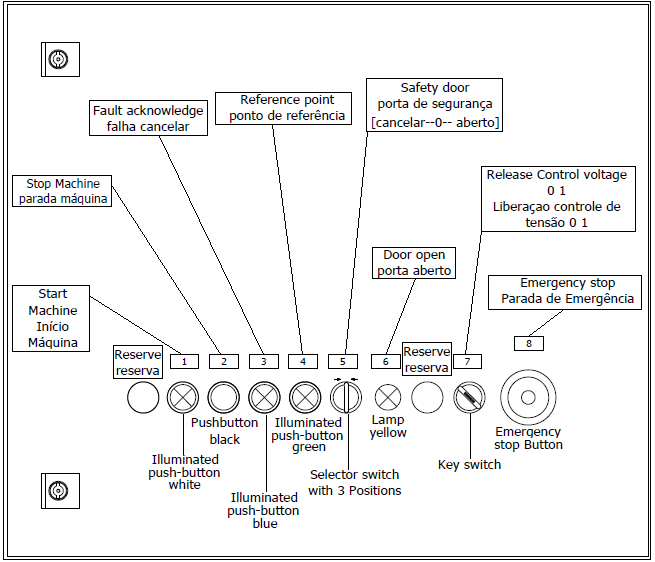 Safety door
porta de segurança
[cancelar--0-- aberto]
Reference point
ponto de referência
Fault acknowledge
falha cancelar
Release Control voltage
0 1
Liberaçao controle de
tensão 0 1
Stop Machine
parada máquina
Door open
porta aberto
Emergency stop
Parada de Emergência
Start
Machine
Início
Máquina
Reserve
reserva
1
2
3
4
5
6
Reserve
reserva
7
8
Pushbutton
black
Illuminated
push-button
green
Lamp
yellow
Emergency
stop Button
Illuminated
push-button
white
Selector switch
with 3 Positions
Key switch
Illuminated
push-button
blue